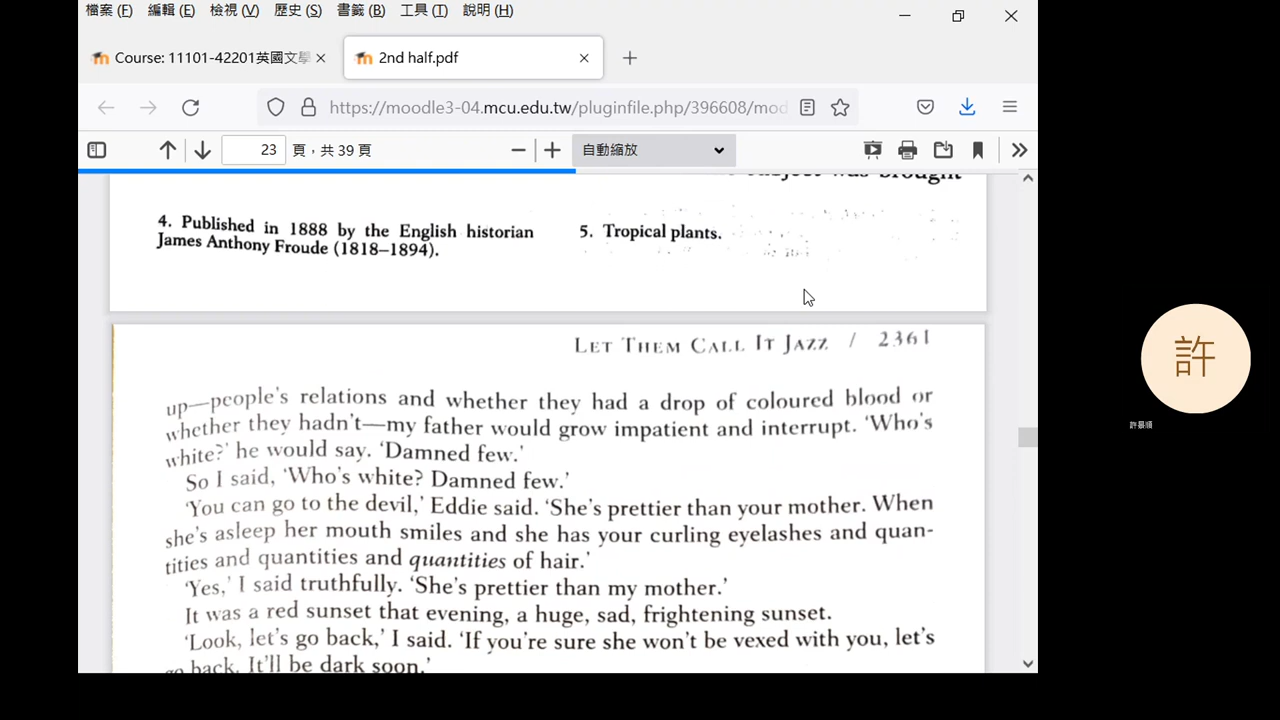 檔案 (F) 編輯 (E) 檢視 (V) 歷史 (S) 書籤 (B) 工具 (T) 說明 (H)
Course: 11101-42201英國文學
2nd half.pdf
https://moodle3-04.mcu.edu.tw/pluginfile.php/396608/mod
23 頁，共 39 頁
自動縮放
subject was brought
4. Published in 1888 by the English historian
James Anthony Froude (1818–1894).
5. Tropical plants.
LET THEM CALL IT JAZZ / 2361
up—people's relations and whether they had a drop of coloured blood or
whether they hadn't—my father would grow impatient and interrupt. 'Who's
white?' he would say. 'Damned few.'
So I said, 'Who's white? Damned few.'
'You can go to the devil,' Eddie said. 'She's prettier than your mother. When
she's asleep her mouth smiles and she has your curling eyelashes and quan-
tities and quantities and quantities of hair.'
'Yes,' I said truthfully. 'She's prettier than my mother.'
It was a red sunset that evening, a huge, sad, frightening sunset.
'Look, let's go back,' I said. 'If you're sure she won't be vexed with you, let's
go back. It'll be dark soon.'
許
許景順